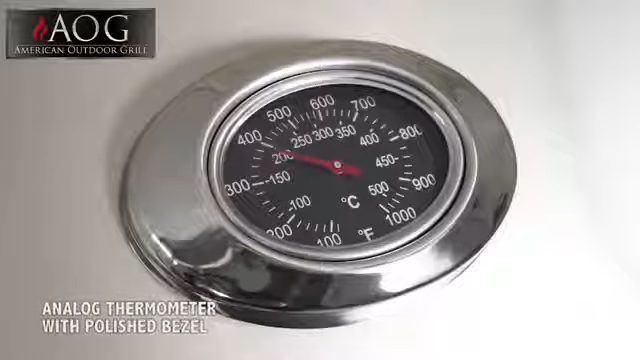 AOG
AMERICAN OUTDOOR GRILL
600
500 700
400 250 300 350 400 800
200 450
300 150 900
100 500
°C 1000
200 100 °F
ANALOG THERMOMETER
WITH POLISHED BEZEL